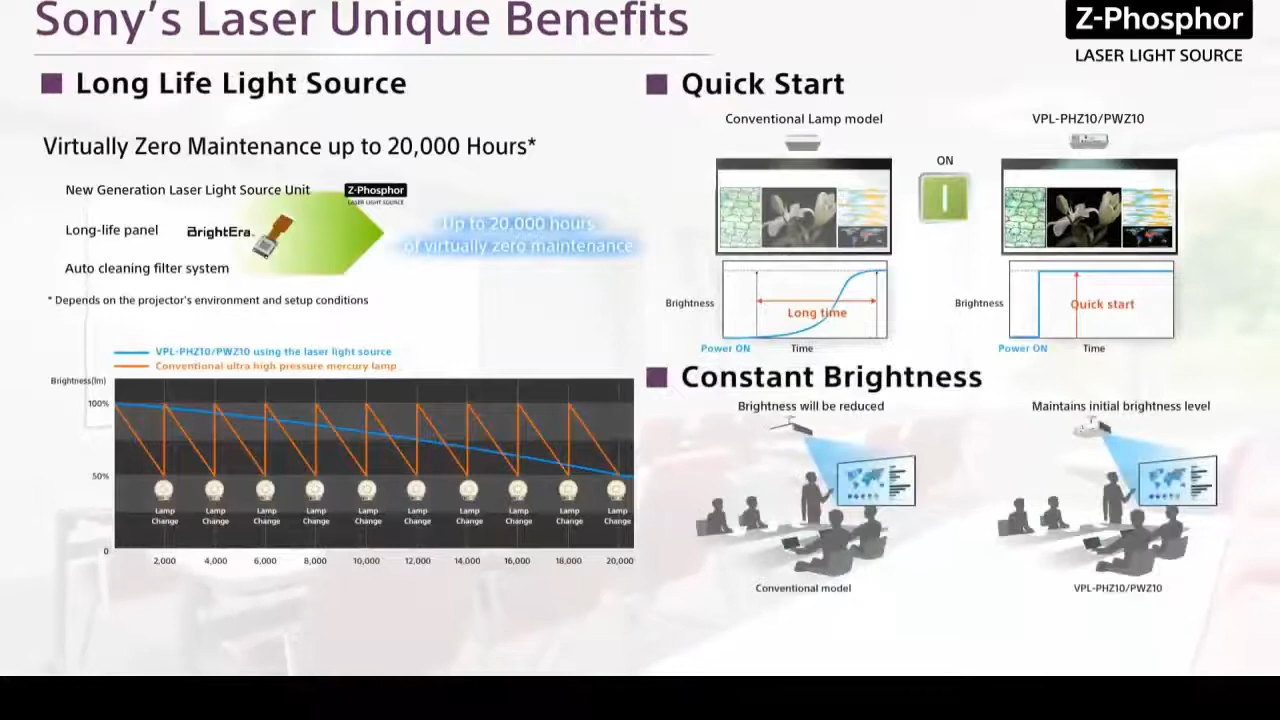 Sony's Laser Unique Benefits
Z-Phosphor
LASER LIGHT SOURCE
Long Life Light Source
Virtually Zero Maintenance up to 20,000 Hours*
New Generation Laser Light Source Unit
Z-Phosphor
LASER LIGHT SOURCE
Long-life panel
BrightEra
Auto cleaning filter system
Up to 20,000 hours
of virtually zero maintenance
* Depends on the projector's environment and setup conditions
VPL-PHZ10/PWZ10 using the laser light source
Conventional ultra high pressure mercury lamp
Brightness(lm)
100%
50%
0
Lamp Change
Lamp Change
Lamp Change
Lamp Change
Lamp Change
Lamp Change
Lamp Change
Lamp Change
Lamp Change
Lamp Change
2,000 4,000 6,000 8,000 10,000 12,000 14,000 16,000 18,000 20,000
Quick Start
Conventional Lamp model
VPL-PHZ10/PWZ10
ON
Brightness
Long time
Power ON
Time
Brightness
Quick start
Power ON
Time
Constant Brightness
Brightness will be reduced
Maintains initial brightness level
Conventional model
VPL-PHZ10/PWZ10